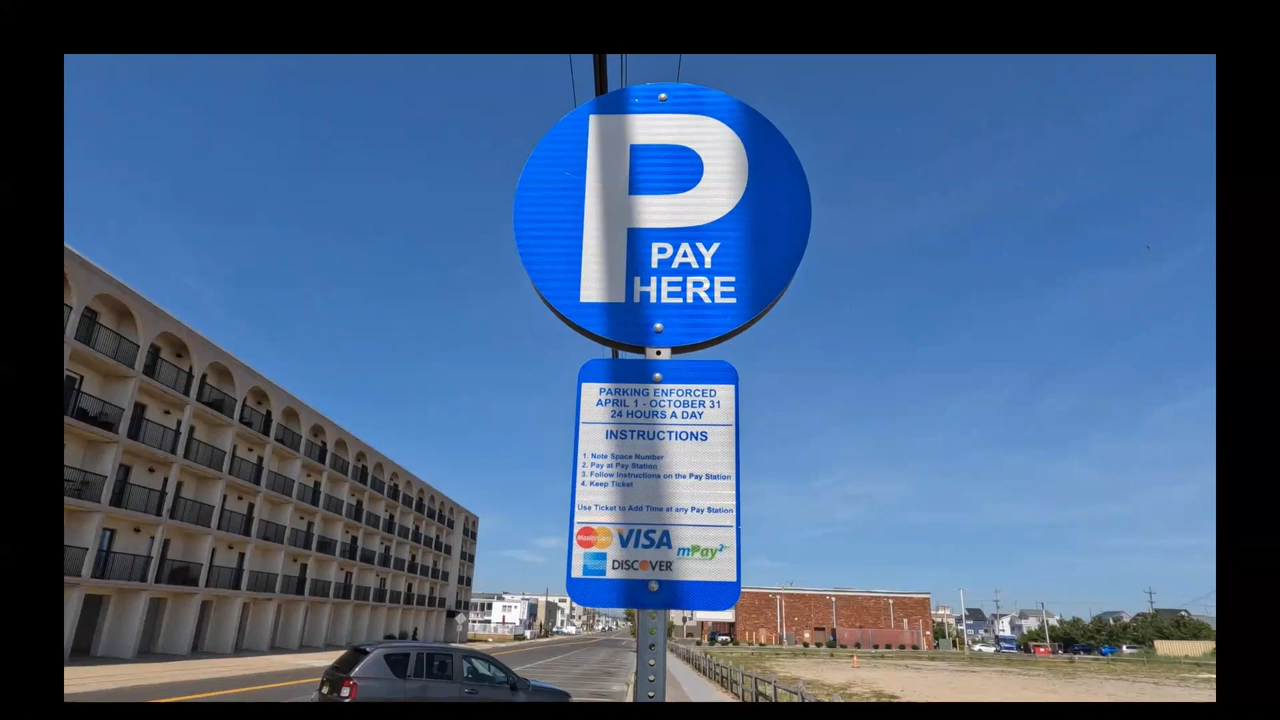 P
PAY
HERE
PARKING ENFORCED
APRIL 1 - OCTOBER 31
24 HOURS A DAY
INSTRUCTIONS
1. Note Space Number
2. Pay at Pay Station
3. Follow Instructions on the Pay Station
4. Keep Ticket
Use Ticket to Add Time at any Pay Station
MasterCard VISA mPay2
DISCOVER